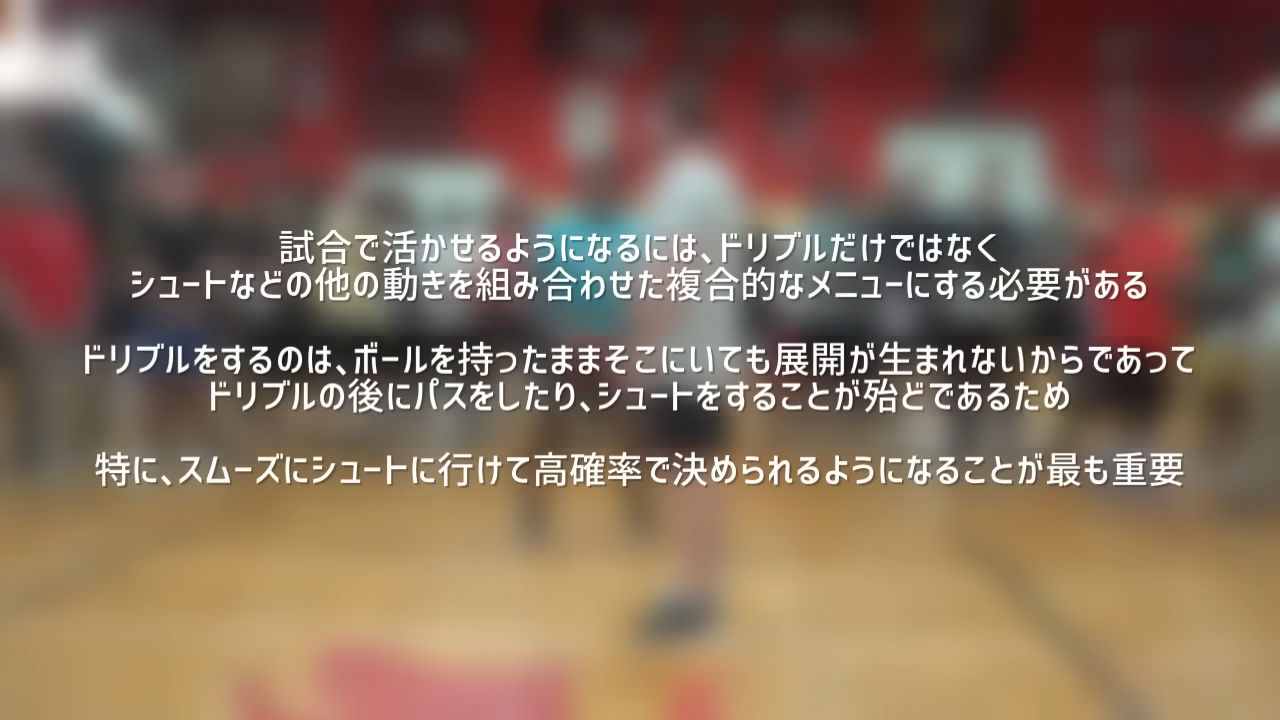 試合で活かせるようになるには、ドリブルだけではなく
シュートなどの他の動きを組み合わせた複合的なメニューにする必要がある
ドリブルをするのは、ボールを持ったままそこにいても展開が生まれないからであって
ドリブルの後にパスをしたり、シュートをすることが殆どであるため
特に、スムーズにシュートに行けて高確率で決められるようになることが最も重要